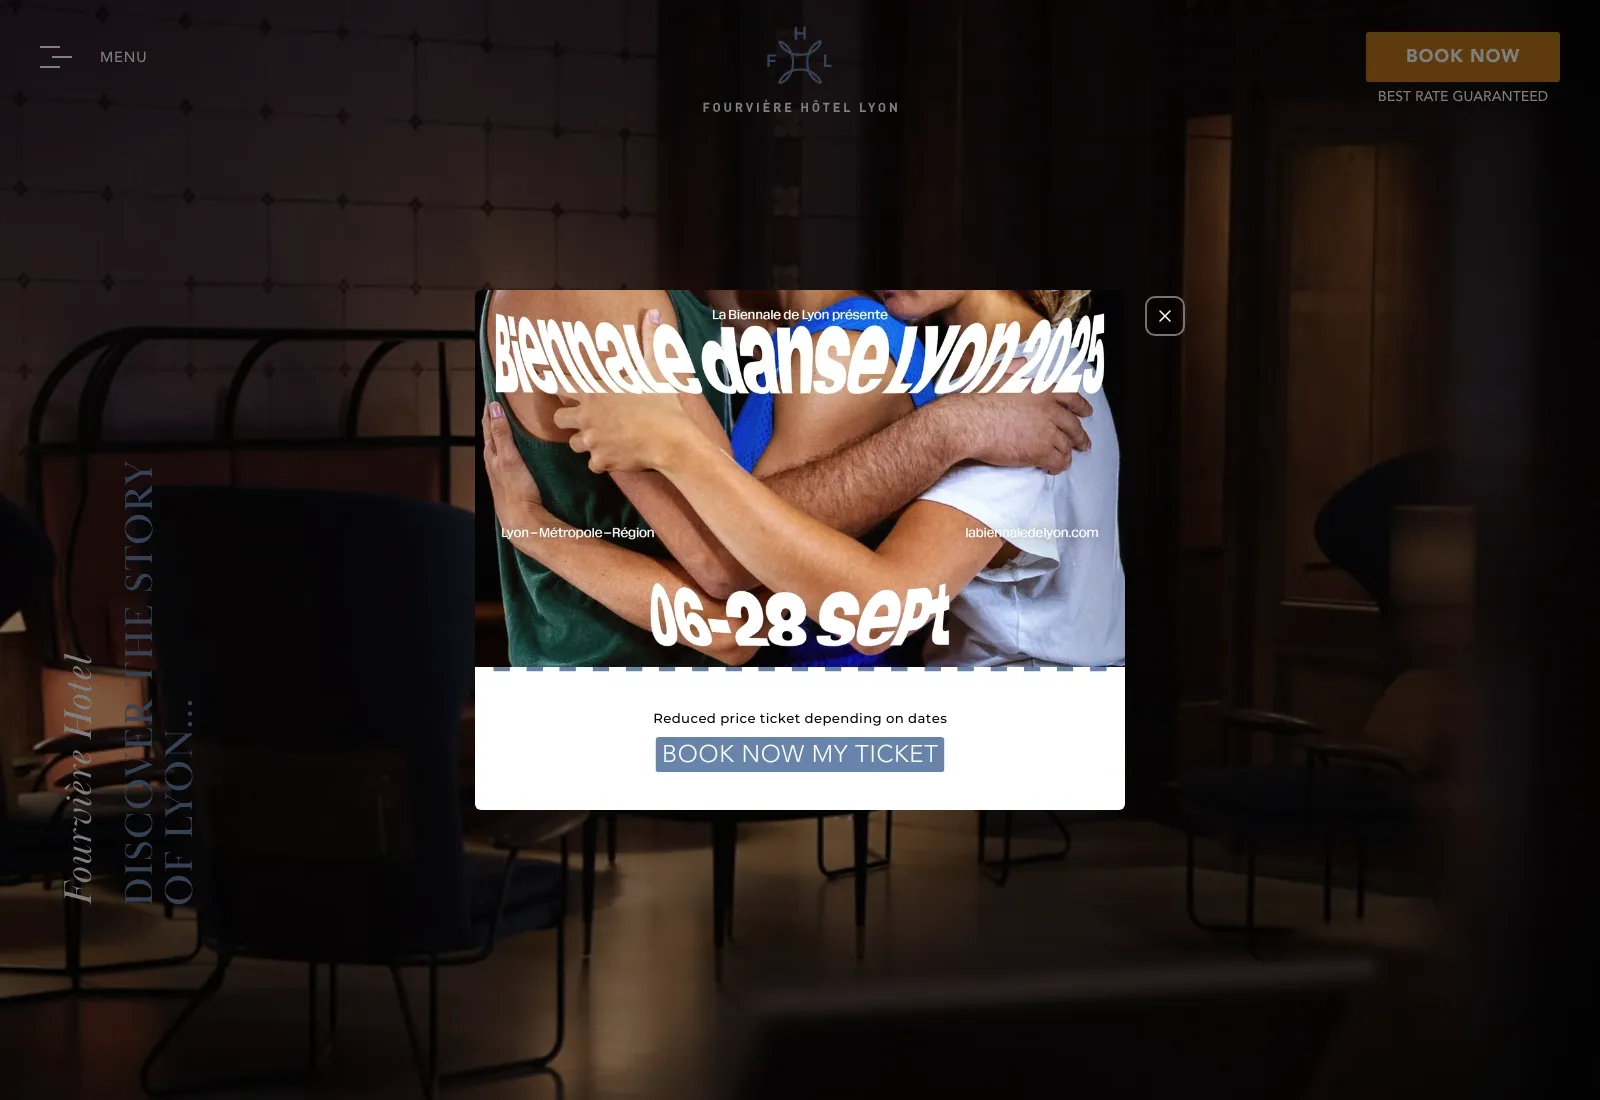 MENU
H
F L
FOURVIÈRE HÔTEL LYON
BOOK NOW
BEST RATE GUARANTEED
La Biennale de Lyon présente
Biennale danse Lyon 2025
Lyon–Métropole–Région
labiennaledelyon.com
06-28 sept
Reduced price ticket depending on dates
BOOK NOW MY TICKET
Fourvière Hotel
DISCOVER THE STORY
OF LYON...